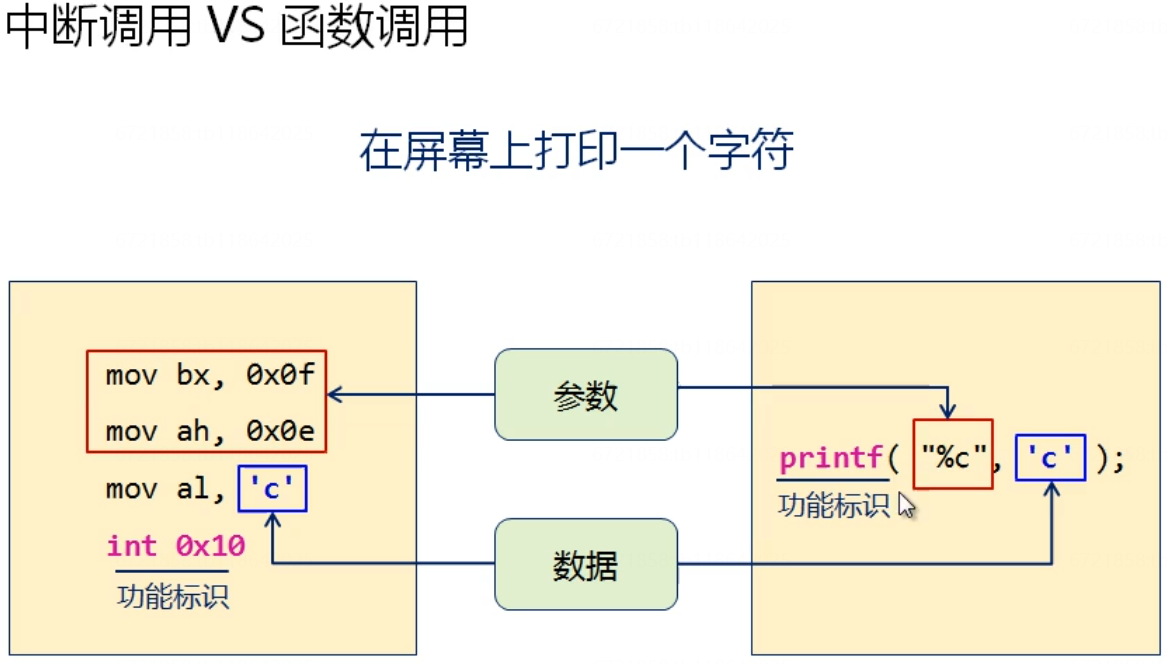 中断调用 VS 函数调用
在屏幕上打印一个字符
mov bx, 0x0f
mov ah, 0x0e
mov al, 'c'
int 0x10
功能标识
参数
数据
printf( "%c", 'c' );
功能标识